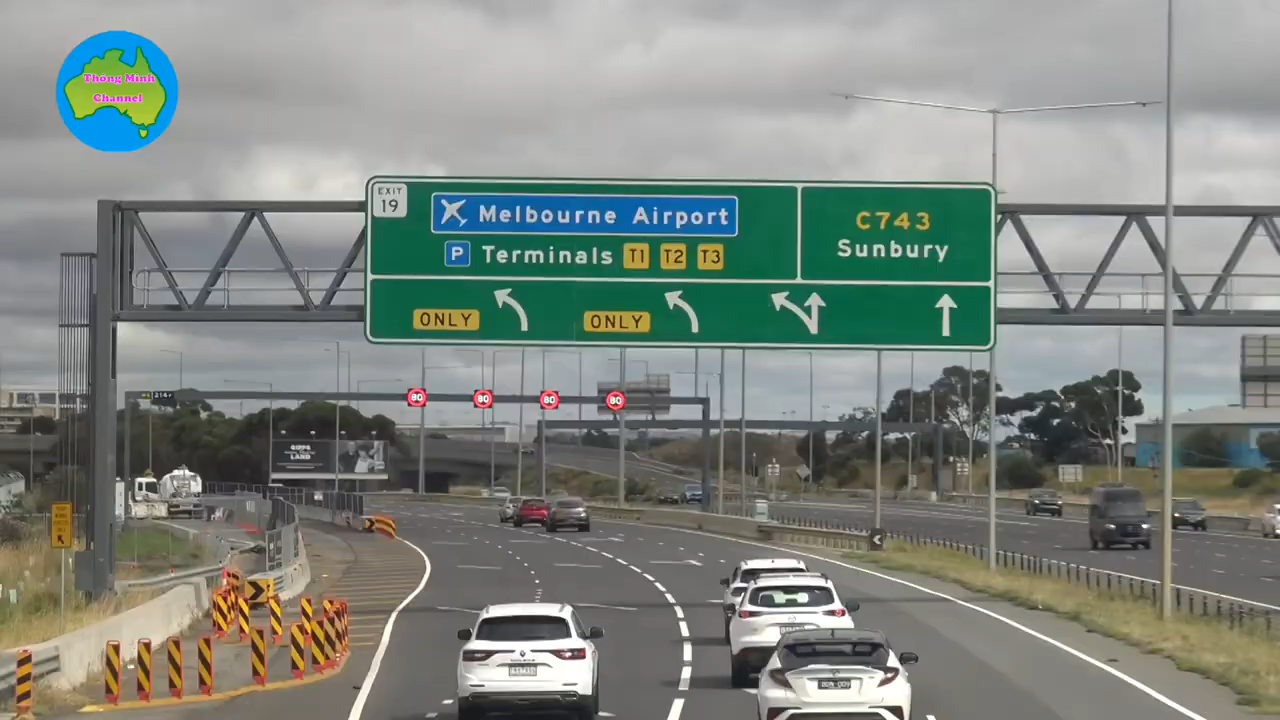 Thông Minh
Channel
EXIT
19
Melbourne Airport
P Terminals T1 T2 T3
C743
Sunbury
ONLY
ONLY
80
80
80
80
LAND